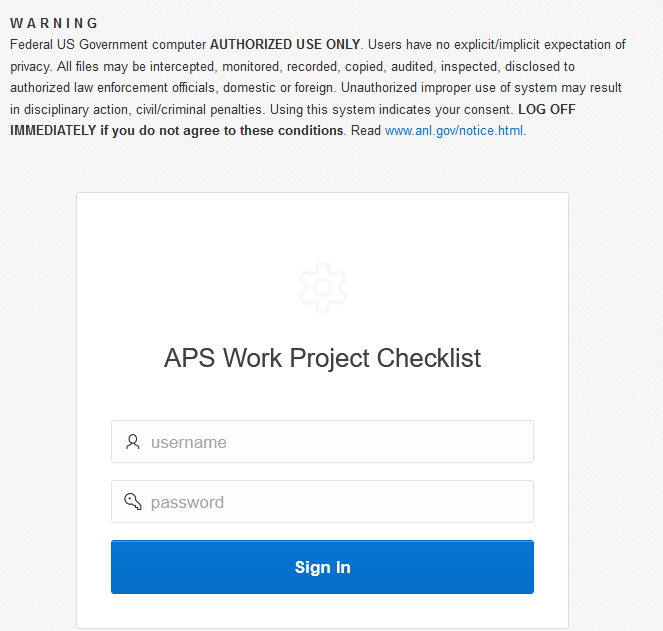 W A R N I N G
Federal US Government computer AUTHORIZED USE ONLY. Users have no explicit/implicit expectation of
privacy. All files may be intercepted, monitored, recorded, copied, audited, inspected, disclosed to
authorized law enforcement officials, domestic or foreign. Unauthorized improper use of system may result
in disciplinary action, civil/criminal penalties. Using this system indicates your consent. LOG OFF
IMMEDIATELY if you do not agree to these conditions. Read www.anl.gov/notice.html.
APS Work Project Checklist
username
password
Sign In